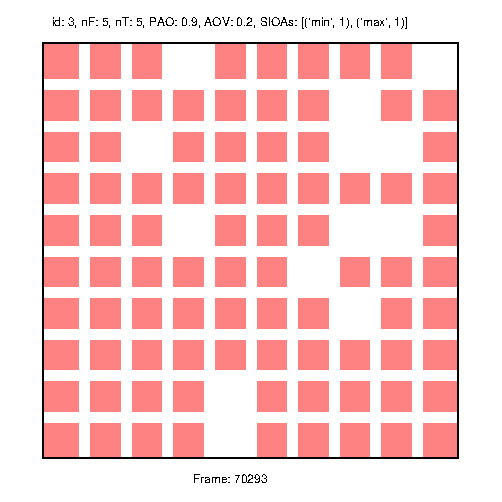 id: 3, nF: 5, nT: 5, PAO: 0.9, AOV: 0.2, SIOAs: [('min', 1), ('max', 1)]
Frame: 70293